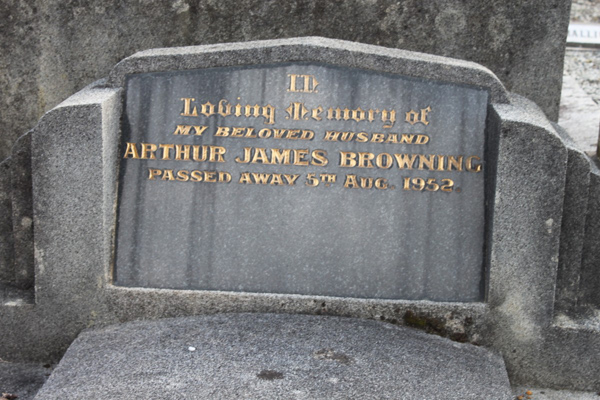 In
Loving Memory of
MY BELOVED HUSBAND
ARTHUR JAMES BROWNING
PASSED AWAY 5TH AUG. 1952.